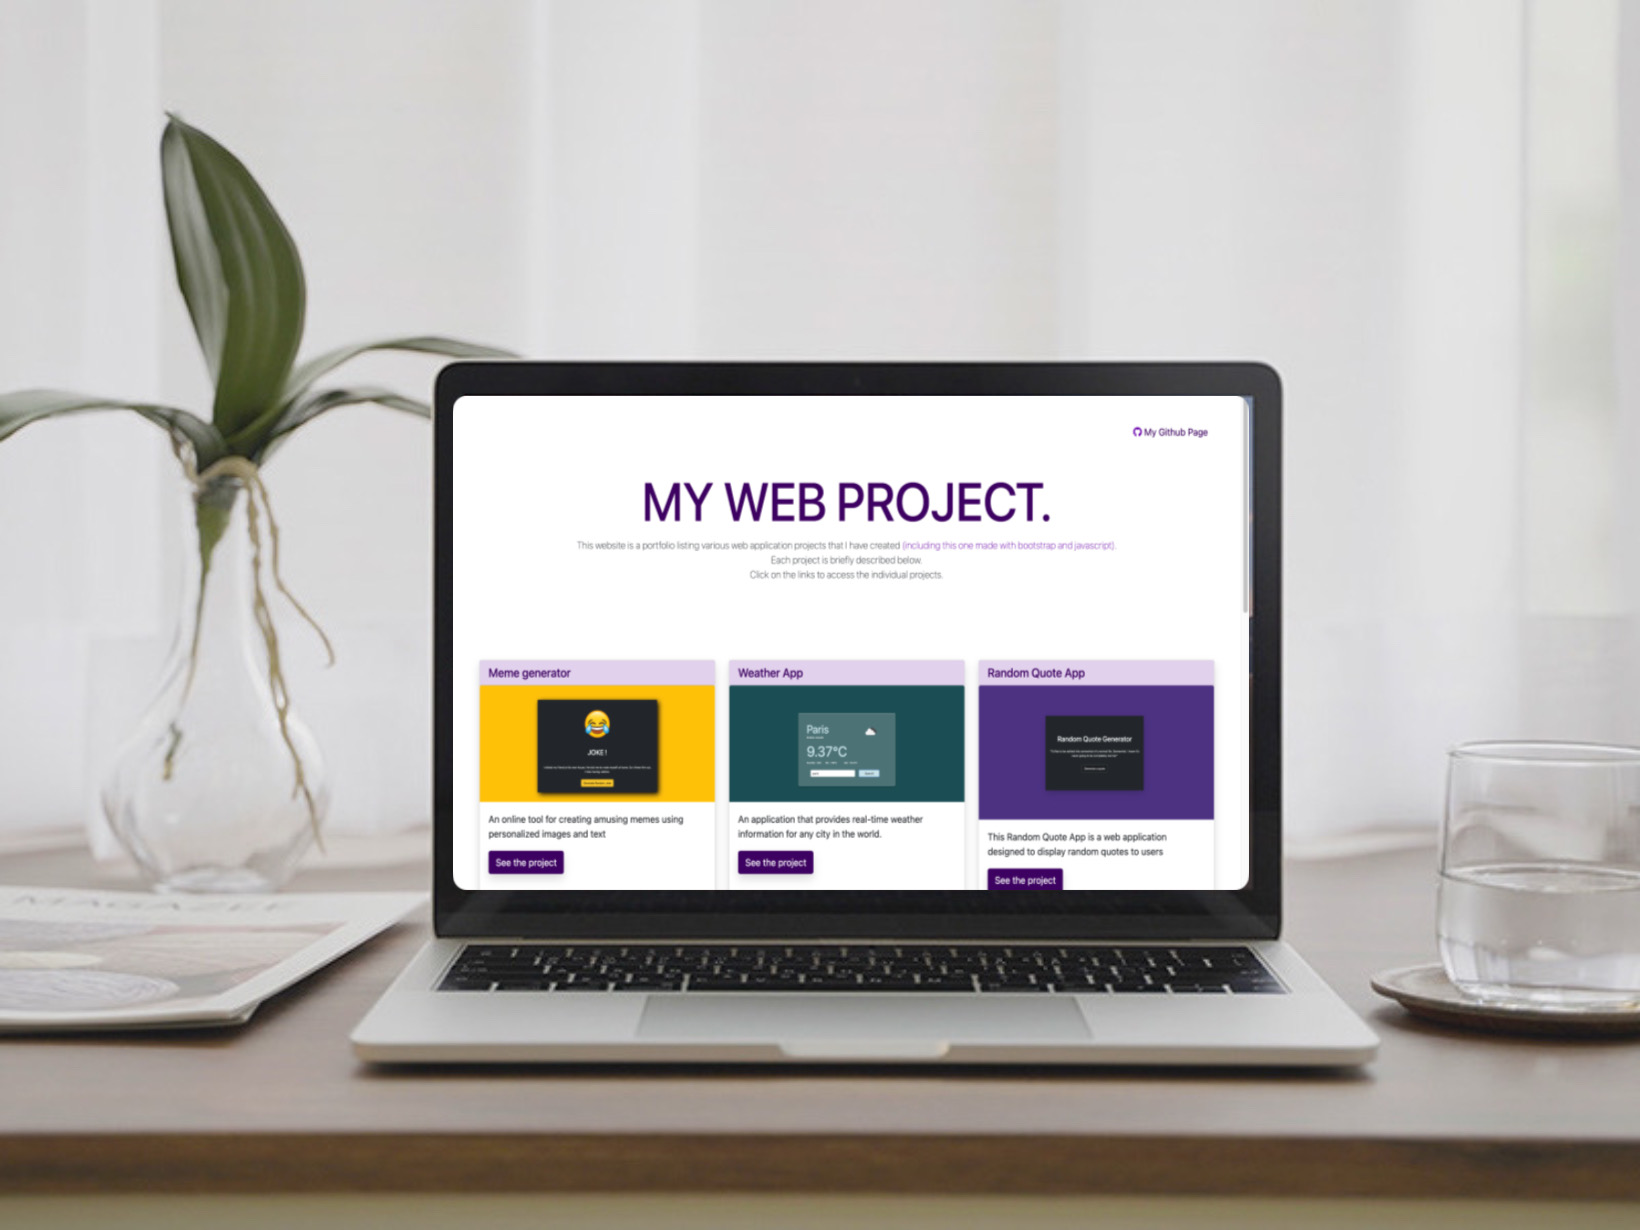 My Github Page
MY WEB PROJECT.
This website is a portfolio listing various web application projects that I have created (including this one made with bootstrap and javascript).
Each project is briefly described below.
Click on the links to access the individual projects.
Meme generator
JOKE !
An online tool for creating amusing memes using
personalized images and text
See the project
Weather App
Paris
9.37°C
An application that provides real-time weather
information for any city in the world.
See the project
Random Quote App
Random Quote Generator
This Random Quote App is a web application
designed to display random quotes to users
See the project